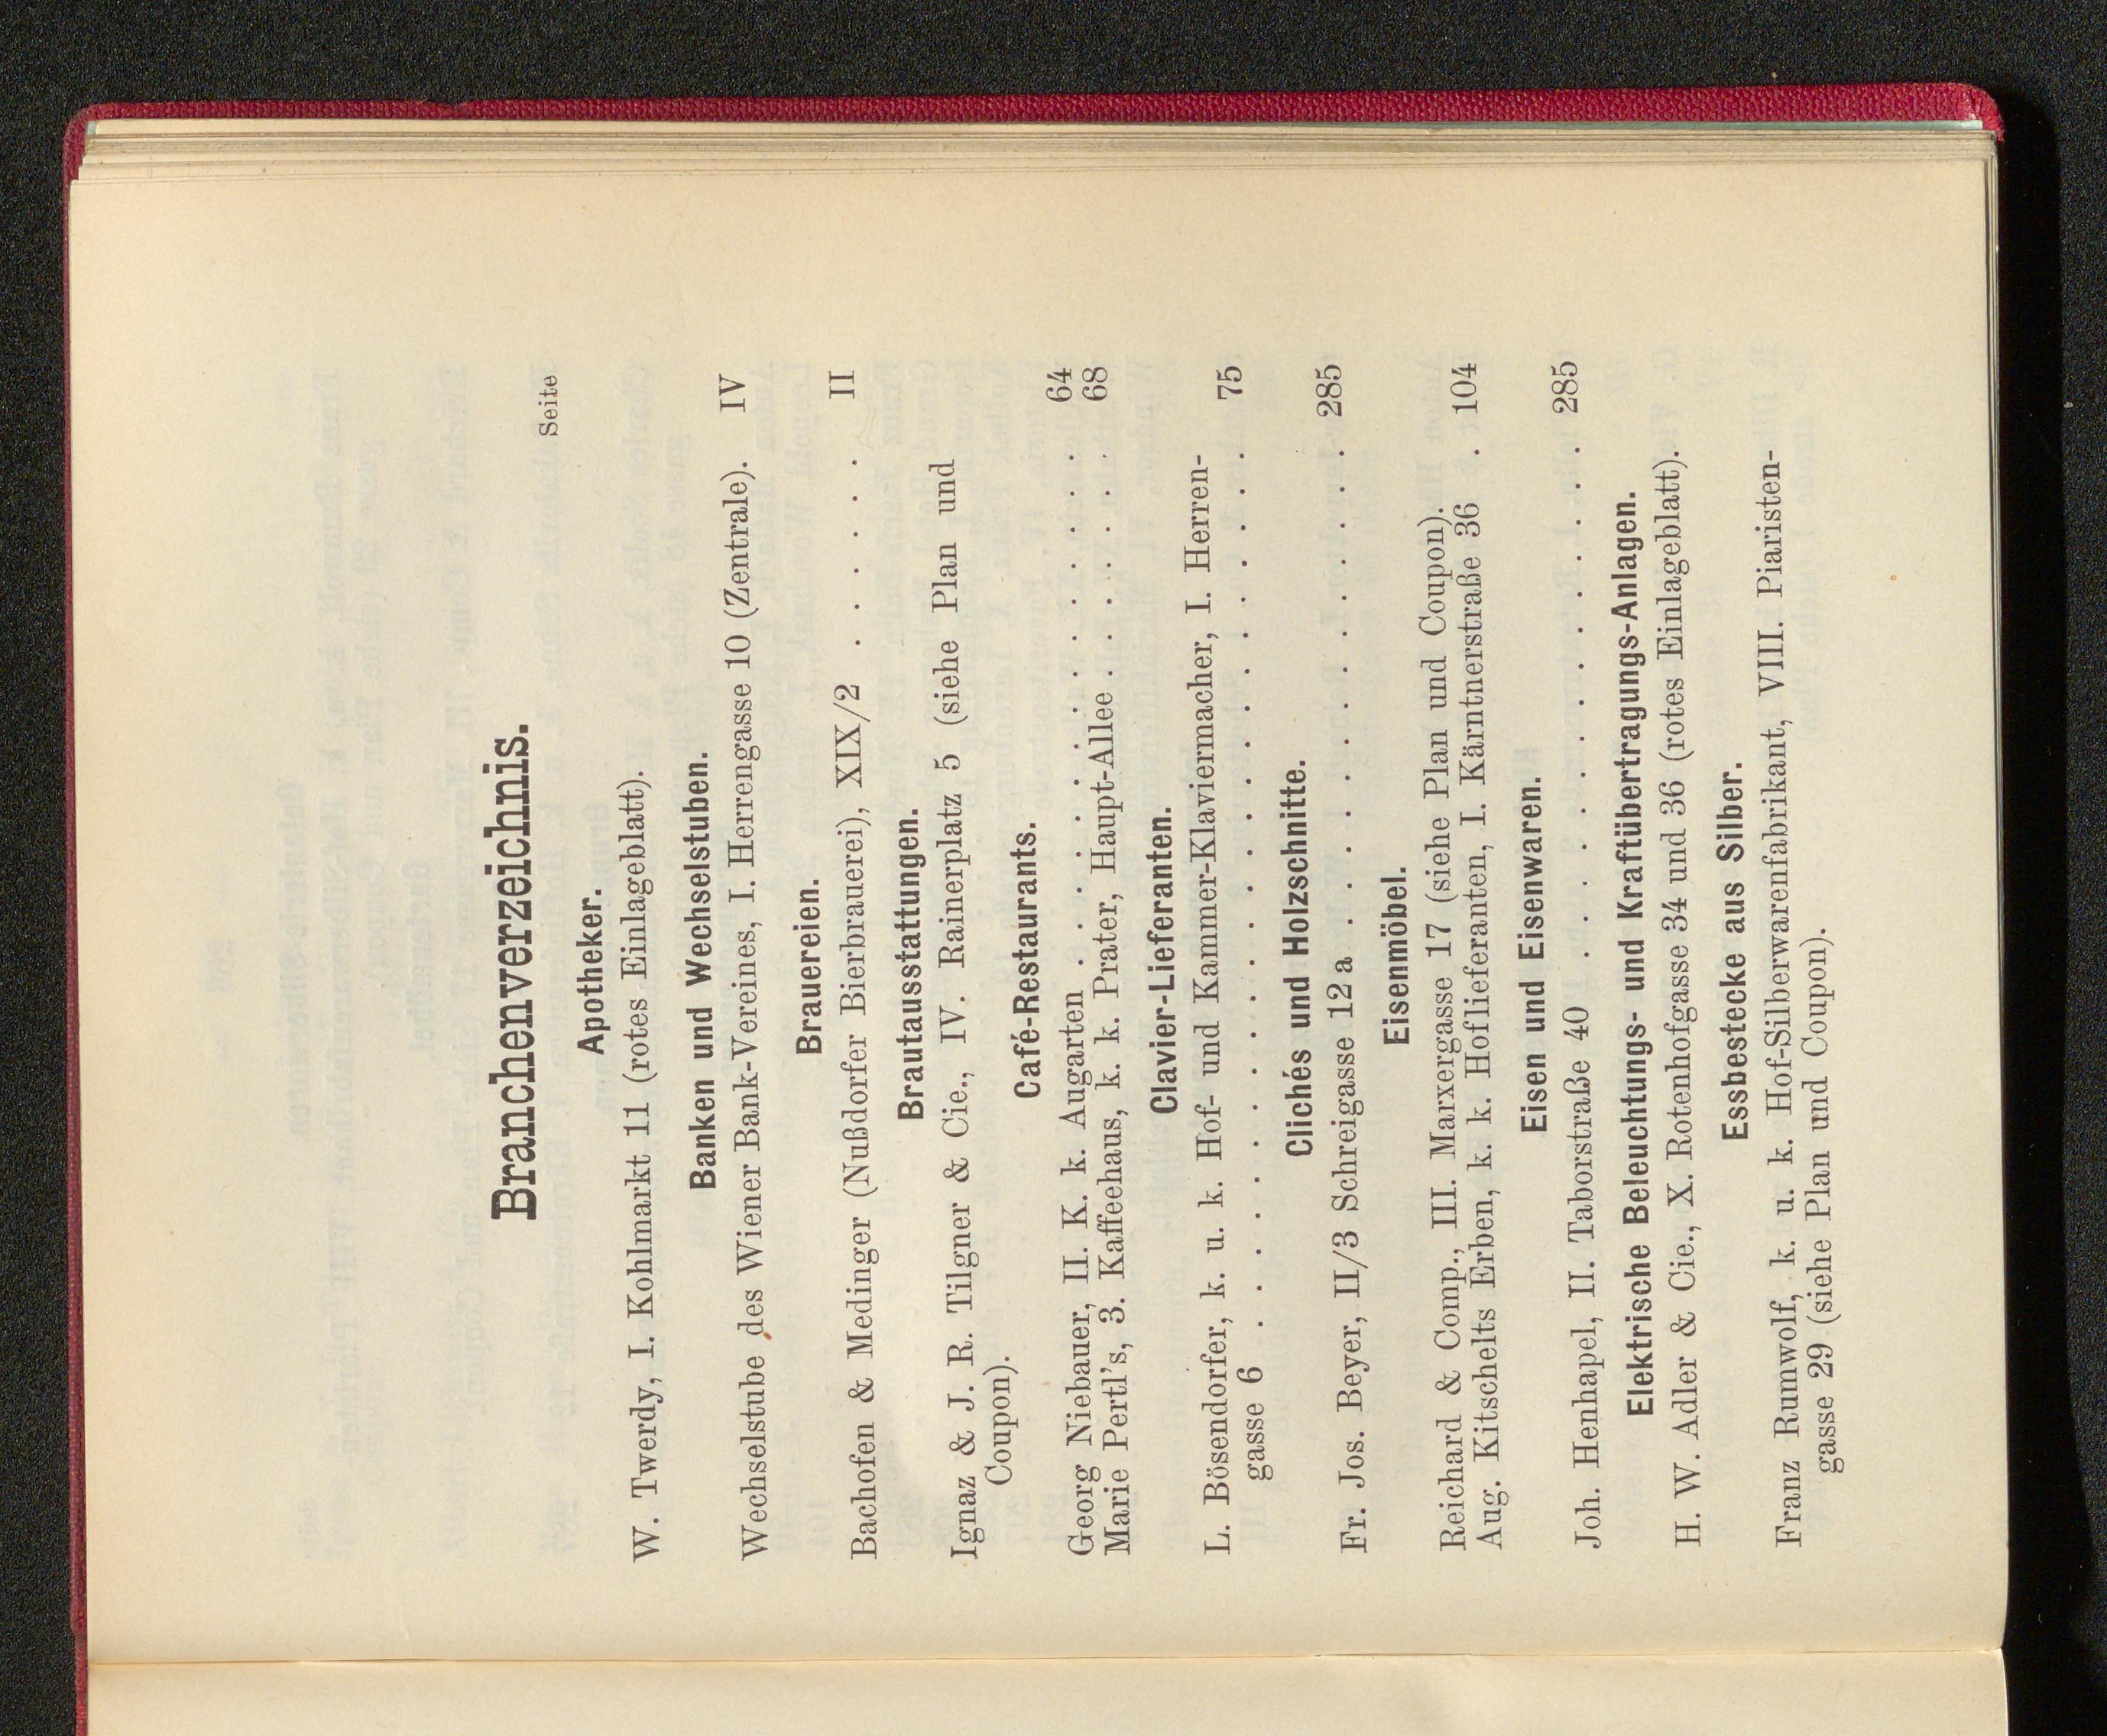 Branchenverzeichnis.
Seite
Apotheker.
W. Twerdy, I. Kohlmarkt 11 (rotes Einlageblatt).
Banken und Wechselstuben.
Wechselstube des Wiener Bank-Vereines, I. Herrengasse 10 (Zentrale). IV
Brauereien.
Bachofen & Medinger (Nußdorfer Bierbrauerei), XIX/2 . . . . . . II
Brautausstattungen.
Ignaz & J. R. Tilgner & Cie., IV. Rainerplatz 5 (siehe Plan und
Coupon).
Café-Restaurants.
Georg Niebauer, II. K. k. Augarten . . . . . . . . . . . . . . 64
Marie Pertl's, 3. Kaffeehaus, k. k. Prater, Haupt-Allee . . . . . . . 68
Clavier-Lieferanten.
L. Bösendorfer, k. u. k. Hof- und Kammer-Klaviermacher, I. Herren-
gasse 6 . . . . . . . . . . . . . . . . . . . . . . . . . 75
Clichés und Holzschnitte.
Fr. Jos. Beyer, II/3 Schreigasse 12 a . . . . . . . . . . . . . . 285
Eisenmöbel.
Reichard & Comp., III. Marxergasse 17 (siehe Plan und Coupon).
Aug. Kitschelts Erben, k. k. Hoflieferanten, I. Kärntnerstraße 36 . 104
Eisen und Eisenwaren.
Joh. Henhapel, II. Taborstraße 40 . . . . . . . . . . . . . . . 285
Elektrische Beleuchtungs- und Kraftübertragungs-Anlagen.
H. W. Adler & Cie., X. Rotenhofgasse 34 und 36 (rotes Einlageblatt).
Essbestecke aus Silber.
Franz Rumwolf, k. u. k. Hof-Silberwarenfabrikant, VIII. Piaristen-
gasse 29 (siehe Plan und Coupon).